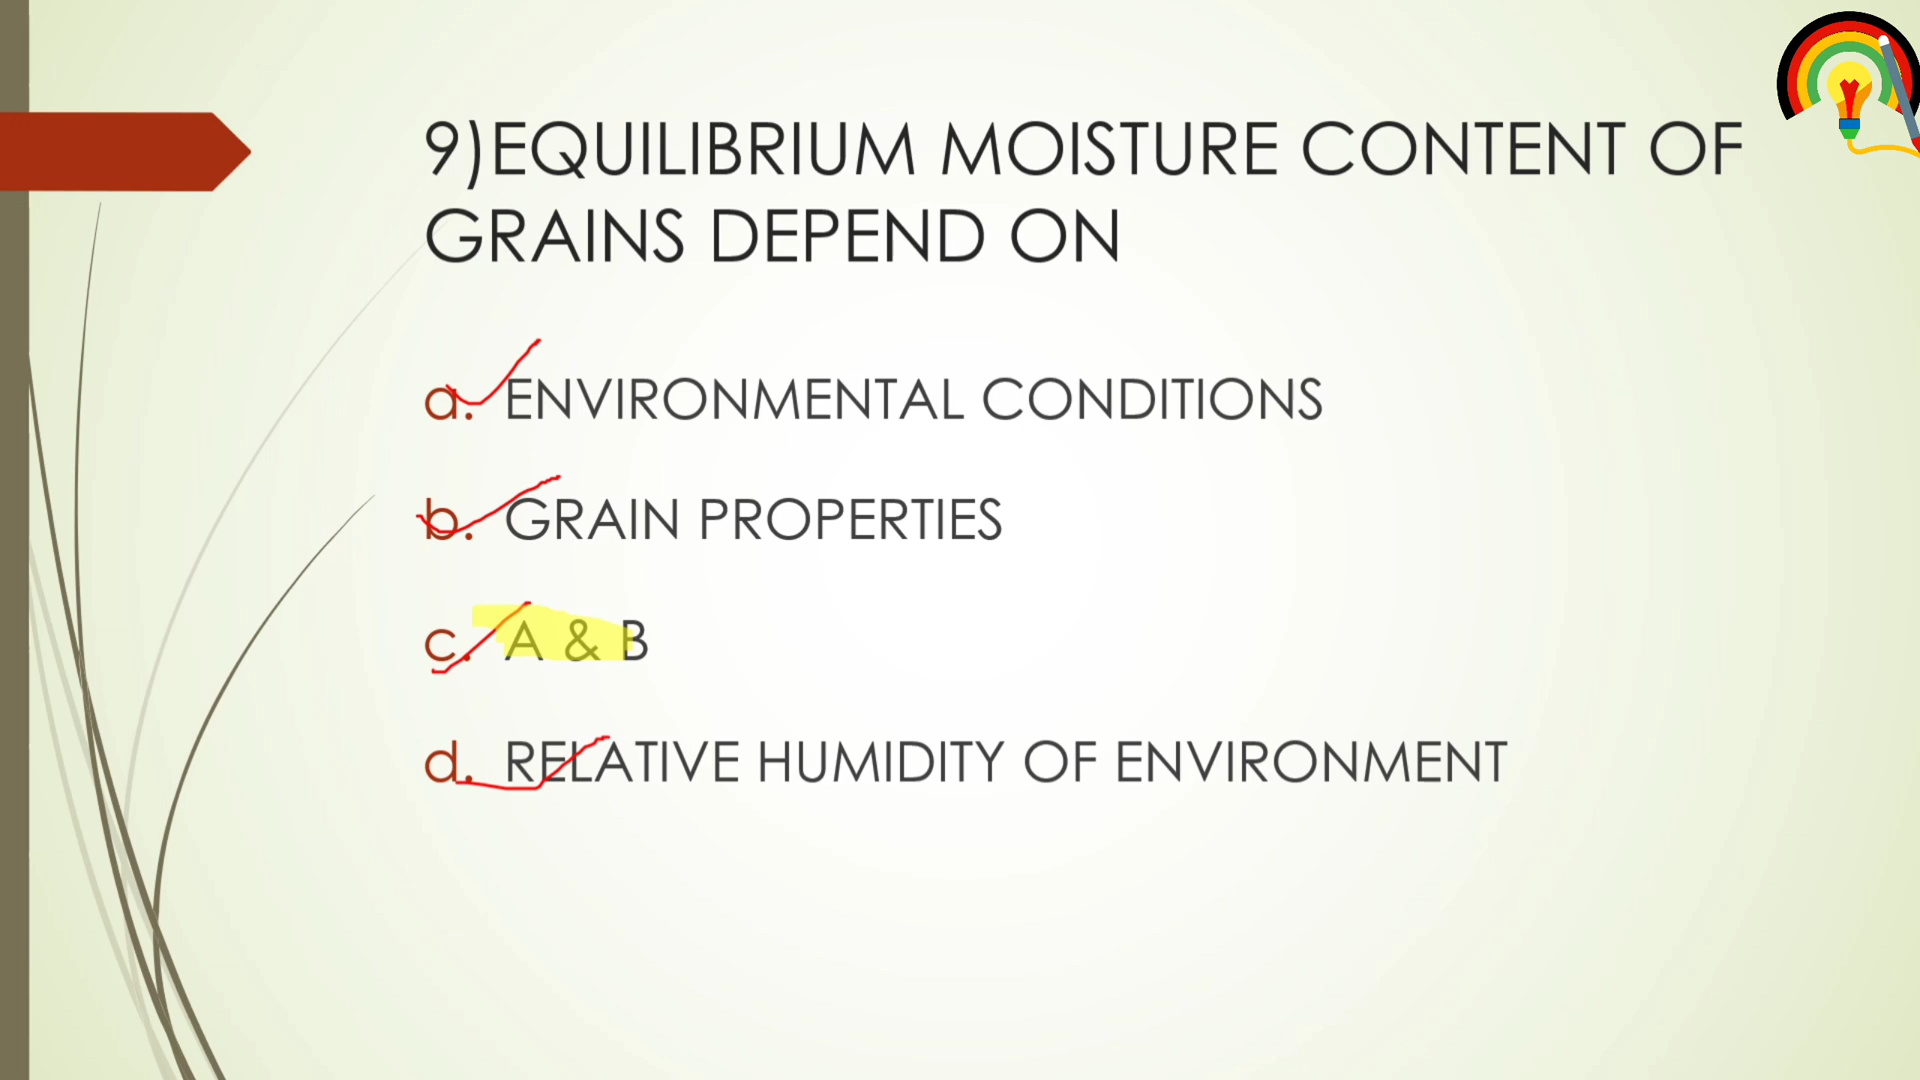 9)EQUILIBRIUM MOISTURE CONTENT OF
GRAINS DEPEND ON
a. ENVIRONMENTAL CONDITIONS
b. GRAIN PROPERTIES
c. A & B
d. RELATIVE HUMIDITY OF ENVIRONMENT